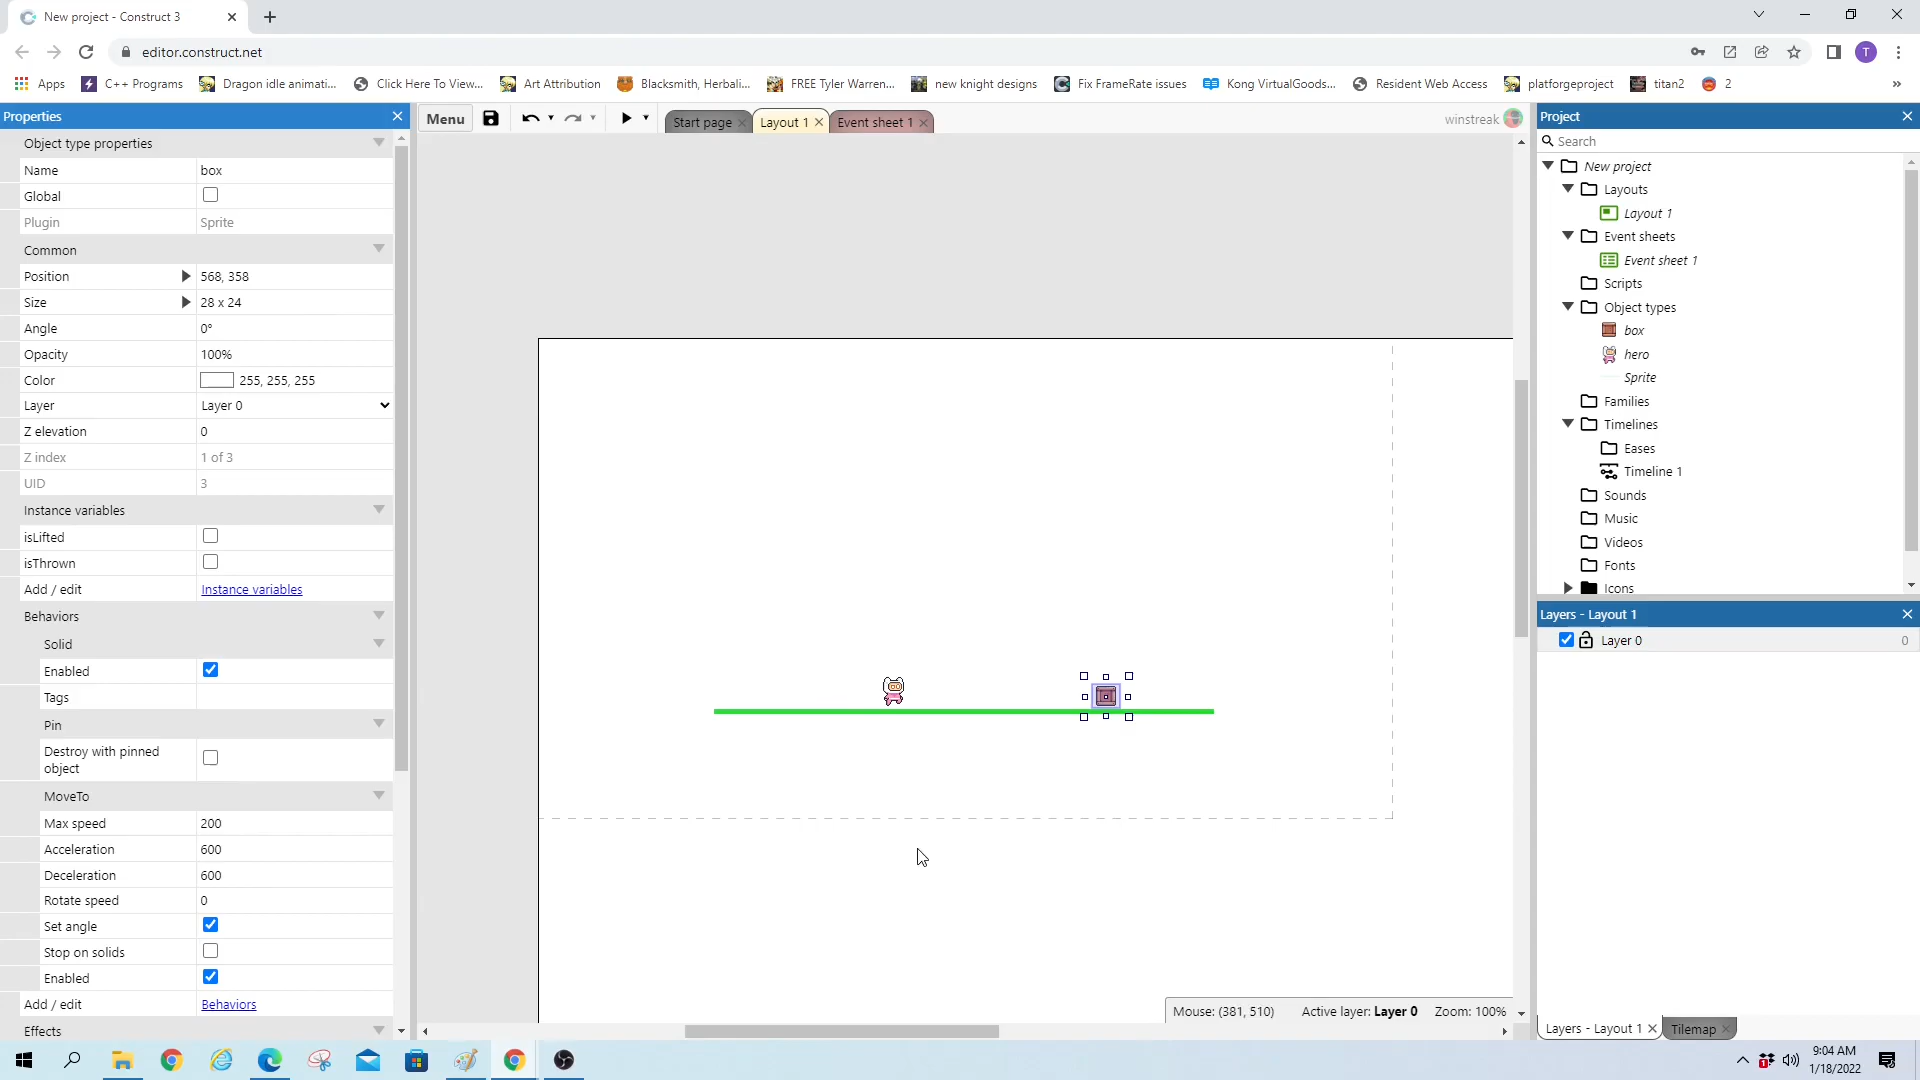 New project - Construct 3
editor.construct.net
T
Apps
C++ Programs
Dragon idle animati...
Click Here To View...
Art Attribution
Blacksmith, Herbali...
FREE Tyler Warren...
new knight designs
Fix FrameRate issues
Kong VirtualGoods...
Resident Web Access
platforgeproject
titan2
2
»
Properties
Menu
Start page
Layout 1
Event sheet 1
winstreak
Project
Object type properties
Name box
Global
Plugin Sprite
Common
Position 568, 358
Size 28 x 24
Angle 0°
Opacity 100%
Color 255, 255, 255
Layer Layer 0
Z elevation 0
Z index 1 of 3
UID 3
Instance variables
isLifted
isThrown
Add / edit Instance variables
Behaviors
Solid
Enabled
Tags
Pin
Destroy with pinned
object
MoveTo
Max speed 200
Acceleration 600
Deceleration 600
Rotate speed 0
Set angle
Stop on solids
Enabled
Add / edit Behaviors
Effects
Mouse: (381, 510) Active layer: Layer 0 Zoom: 100%
Search
New project
Layouts
Layout 1
Event sheets
Event sheet 1
Scripts
Object types
box
hero
Sprite
Families
Timelines
Eases
Timeline 1
Sounds
Music
Videos
Fonts
Icons
Layers - Layout 1
Layer 0 0
Layers - Layout 1
Tilemap
9:04 AM
1/18/2022